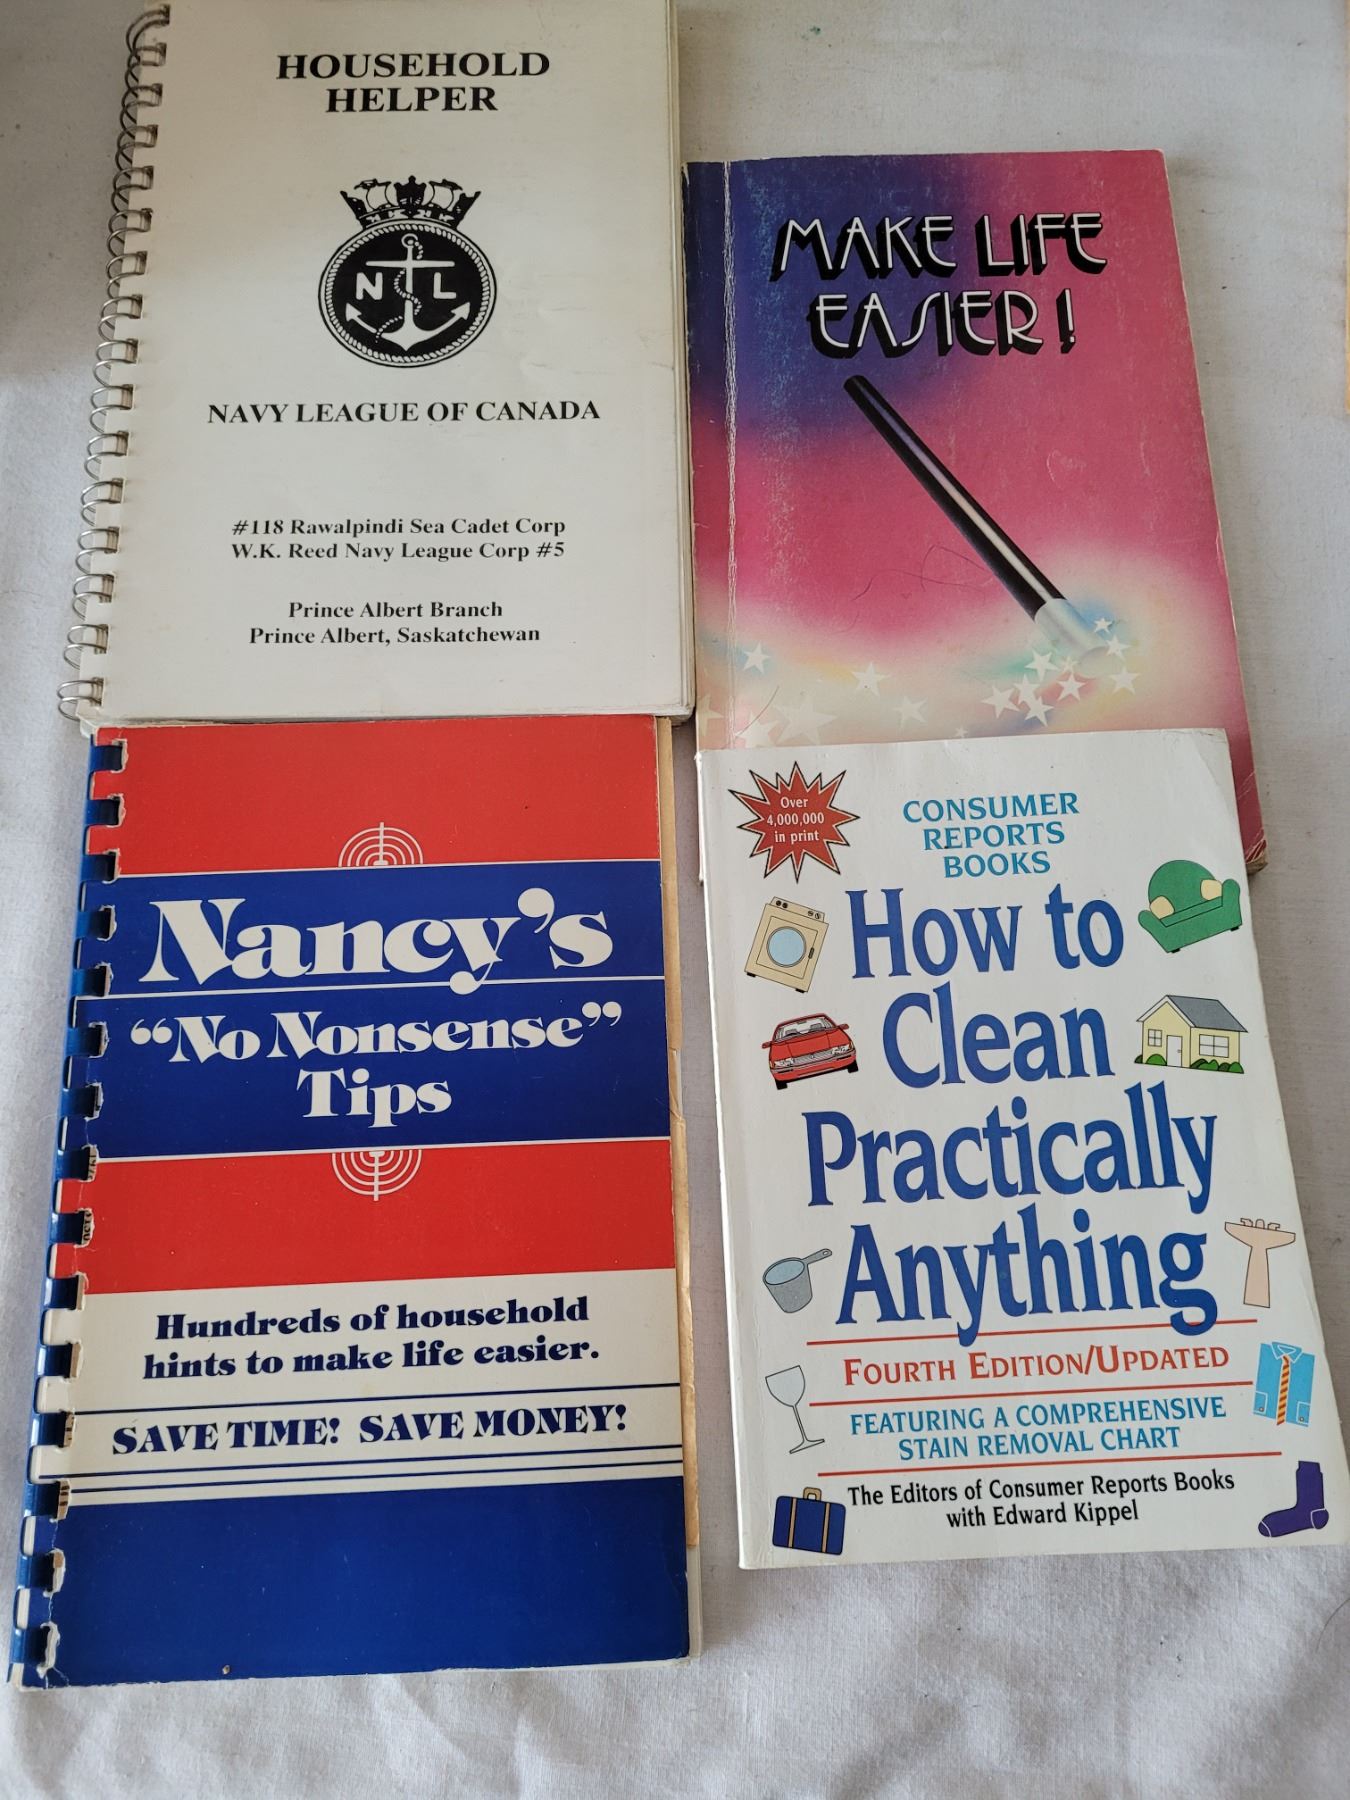 HOUSEHOLD
HELPER
N L
NAVY LEAGUE OF CANADA
#118 Rawalpindi Sea Cadet Corp
W.K. Reed Navy League Corp #5
Prince Albert Branch
Prince Albert, Saskatchewan
MAKE LIFE
EASIER!
Nancy's
“No Nonsense”
Tips
Hundreds of household
hints to make life easier.
SAVE TIME! SAVE MONEY!
Over
4,000,000
in print
CONSUMER
REPORTS
BOOKS
How to
Clean
Practically
Anything
FOURTH EDITION/UPDATED
FEATURING A COMPREHENSIVE
STAIN REMOVAL CHART
The Editors of Consumer Reports Books
with Edward Kippel